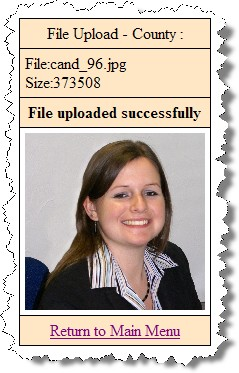 File Upload - County :
File:cand_96.jpg
Size:373508
File uploaded successfully
Return to Main Menu